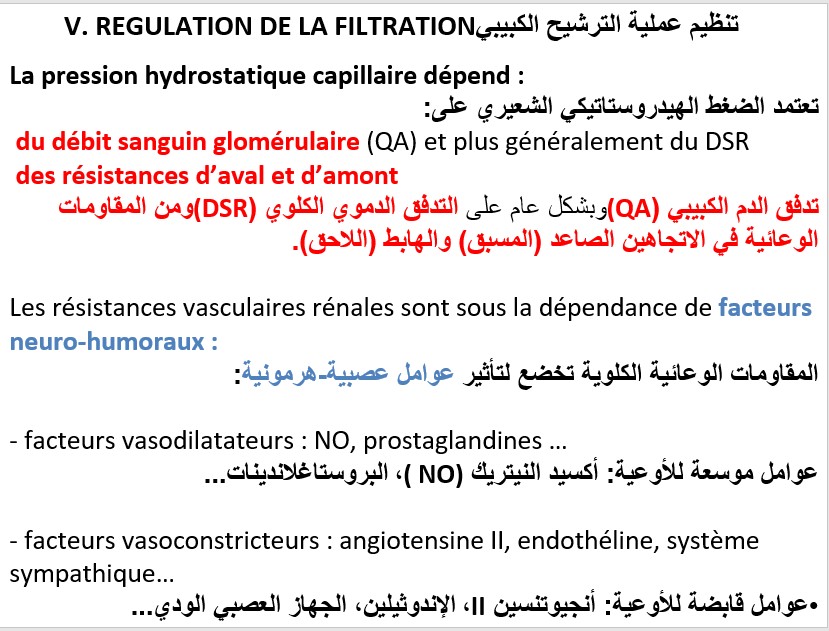 V. REGULATION DE LA FILTRATIONتنظيم عملية الترشيح الكبيبي
La pression hydrostatique capillaire dépend :
تعتمد الضغط الهيدروستاتيكي الشعيري على:
du débit sanguin glomérulaire (QA) et plus généralement du DSR
des résistances d’aval et d’amont
تدفق الدم الكبيبي (QA)وبشكل عام على التدفق الدموي الكلوي (DSR)ومن المقاومات
الوعائية في الاتجاهين الصاعد (المسبق) والهابط (اللاحق).
Les résistances vasculaires rénales sont sous la dépendance de facteurs
neuro-humoraux :
المقاومات الوعائية الكلوية تخضع لتأثير عوامل عصبية-هرمونية:
- facteurs vasodilatateurs : NO, prostaglandines …
عوامل موسعة للأوعية: أكسيد النيتريك (NO )، البروستاغلاندينات...
- facteurs vasoconstricteurs : angiotensine II, endothéline, système
sympathique…
•عوامل قابضة للأوعية: أنجيوتنسين II، الإندوثيلين، الجهاز العصبي الودي...